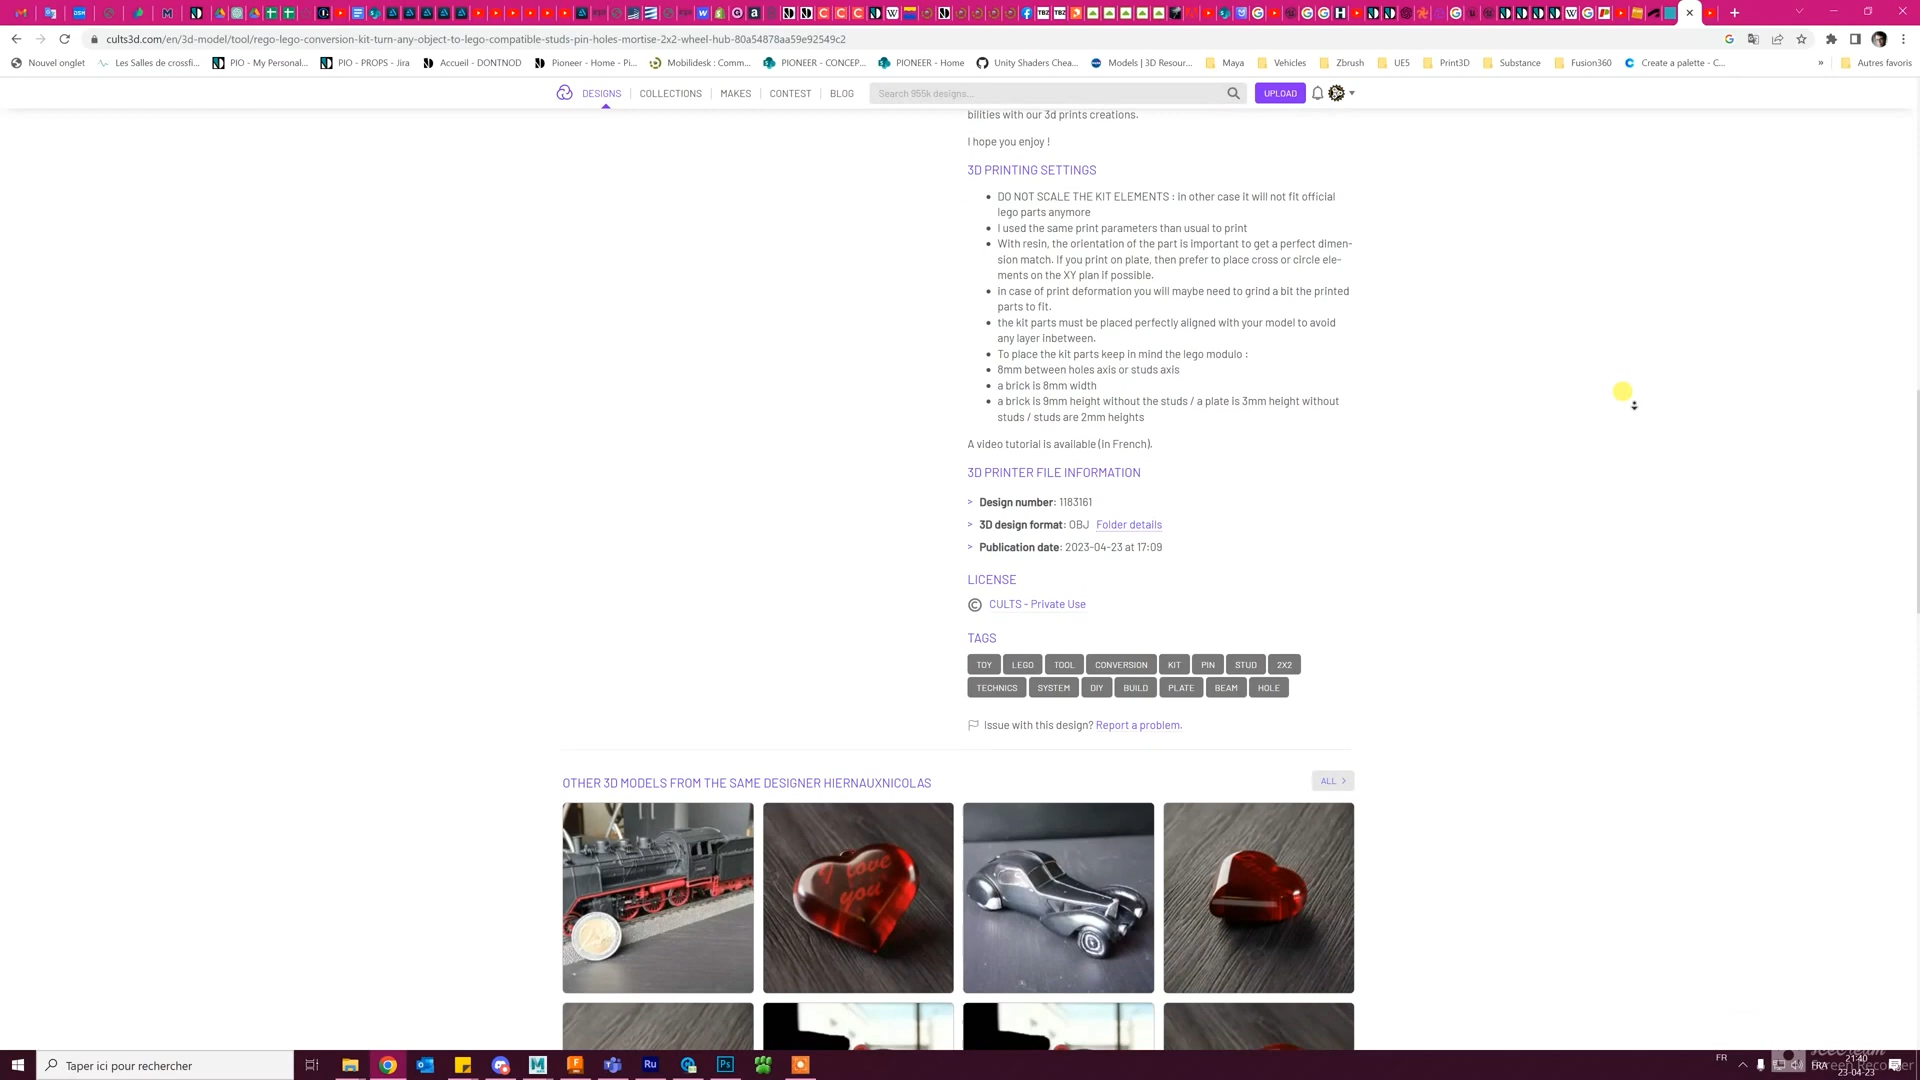 cults3d.com/en/3d-model/tool/rego-lego-conversion-kit-turn-any-object-to-lego-compatible-studs-pin-holes-mortise-2x2-wheel-hub-80a54878aa59e92549c2
Nouvel onglet
Les Salles de crossfi...
PIO - My Personal...
PIO - PROPS - Jira
Accueil - DONTNOD
Pioneer - Home - Pi...
Mobilidesk : Comm...
PIONEER - CONCEP...
PIONEER - Home
Unity Shaders Chea...
Models | 3D Resour...
Maya
Vehicles
Zbrush
UE5
Print3D
Substance
Fusion360
Create a palette - C...
»
Autres favoris
DESIGNS
COLLECTIONS
MAKES
CONTEST
BLOG
Search 955k designs...
UPLOAD
bilities with our 3d prints creations.
I hope you enjoy !
3D PRINTING SETTINGS
DO NOT SCALE THE KIT ELEMENTS : in other case it will not fit official
lego parts anymore
I used the same print parameters than usual to print
With resin, the orientation of the part is important to get a perfect dimen-
sion match. If you print on plate, then prefer to place cross or circle ele-
ments on the XY plan if possible.
in case of print deformation you will maybe need to grind a bit the printed
parts to fit.
the kit parts must be placed perfectly aligned with your model to avoid
any layer inbetween.
To place the kit parts keep in mind the lego modulo :
8mm between holes axis or studs axis
a brick is 8mm width
a brick is 9mm height without the studs / a plate is 3mm height without
studs / studs are 2mm heights
A video tutorial is available (in French).
3D PRINTER FILE INFORMATION
> Design number: 1183161
> 3D design format: OBJ Folder details
> Publication date: 2023-04-23 at 17:09
LICENSE
© CULTS - Private Use
TAGS
TOY LEGO TOOL CONVERSION KIT PIN STUD 2X2
TECHNICS SYSTEM DIY BUILD PLATE BEAM HOLE
Issue with this design? Report a problem.
OTHER 3D MODELS FROM THE SAME DESIGNER HIERNAUXNICOLAS
ALL >
I love
you
Taper ici pour rechercher
Ru
Ps
FR
FRA
21:40
23-04-23
Screen Recorder